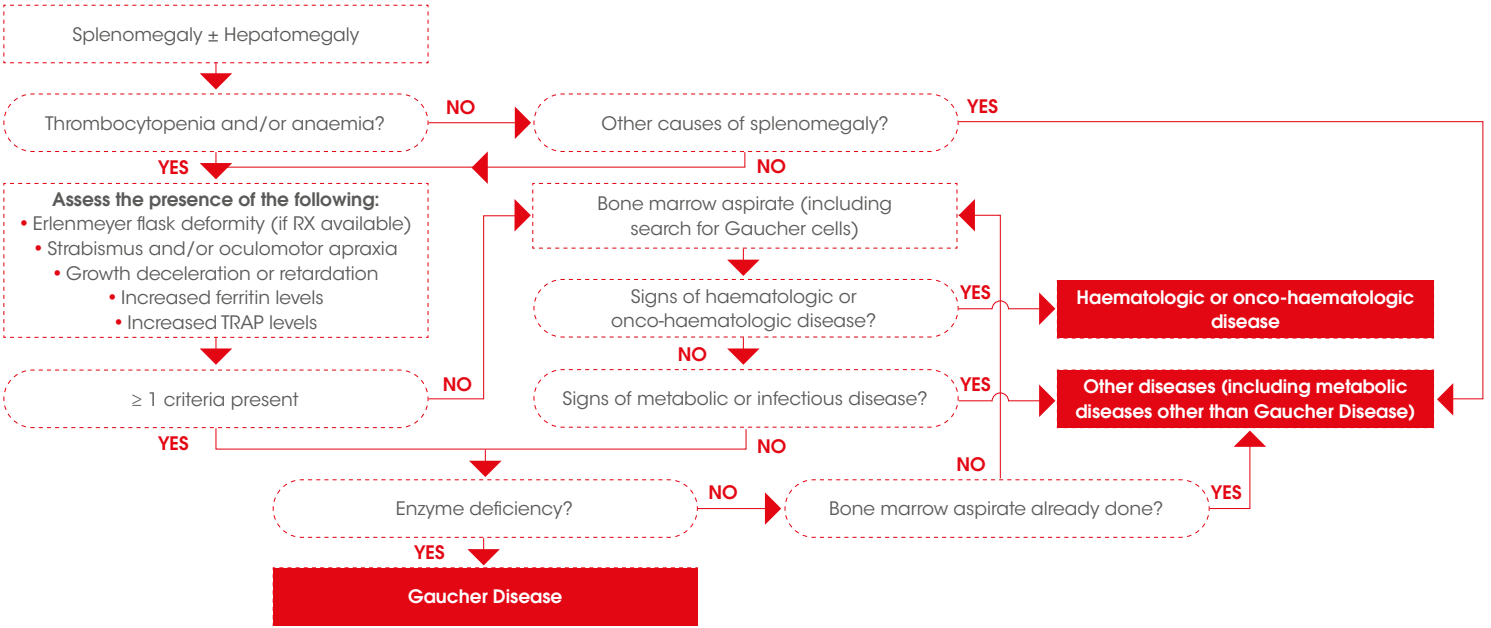 Splenomegaly ± Hepatomegaly
Thrombocytopenia and/or anaemia?
NO
Other causes of splenomegaly?
YES
YES
NO
Assess the presence of the following:
• Erlenmeyer flask deformity (if RX available)
• Strabismus and/or oculomotor apraxia
• Growth deceleration or retardation
• Increased ferritin levels
• Increased TRAP levels
Bone marrow aspirate (including
search for Gaucher cells)
Signs of haematologic or
onco-haematologic disease?
YES
Haematologic or onco-haematologic
disease
NO
≥ 1 criteria present
NO
Signs of metabolic or infectious disease?
YES
Other diseases (including metabolic
diseases other than Gaucher Disease)
YES
NO
NO
Enzyme deficiency?
NO
Bone marrow aspirate already done?
YES
YES
Gaucher Disease